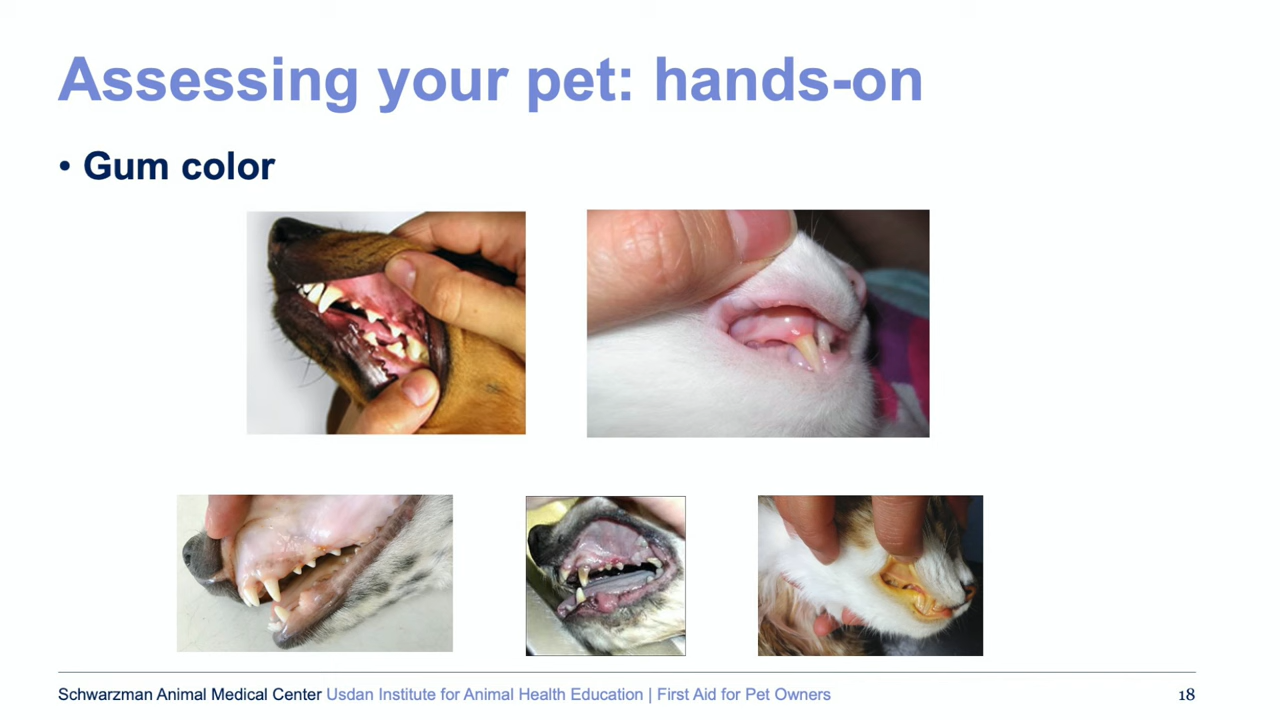 Assessing your pet: hands-on
• Gum color
Schwarzman Animal Medical Center Usdan Institute for Animal Health Education | First Aid for Pet Owners
18